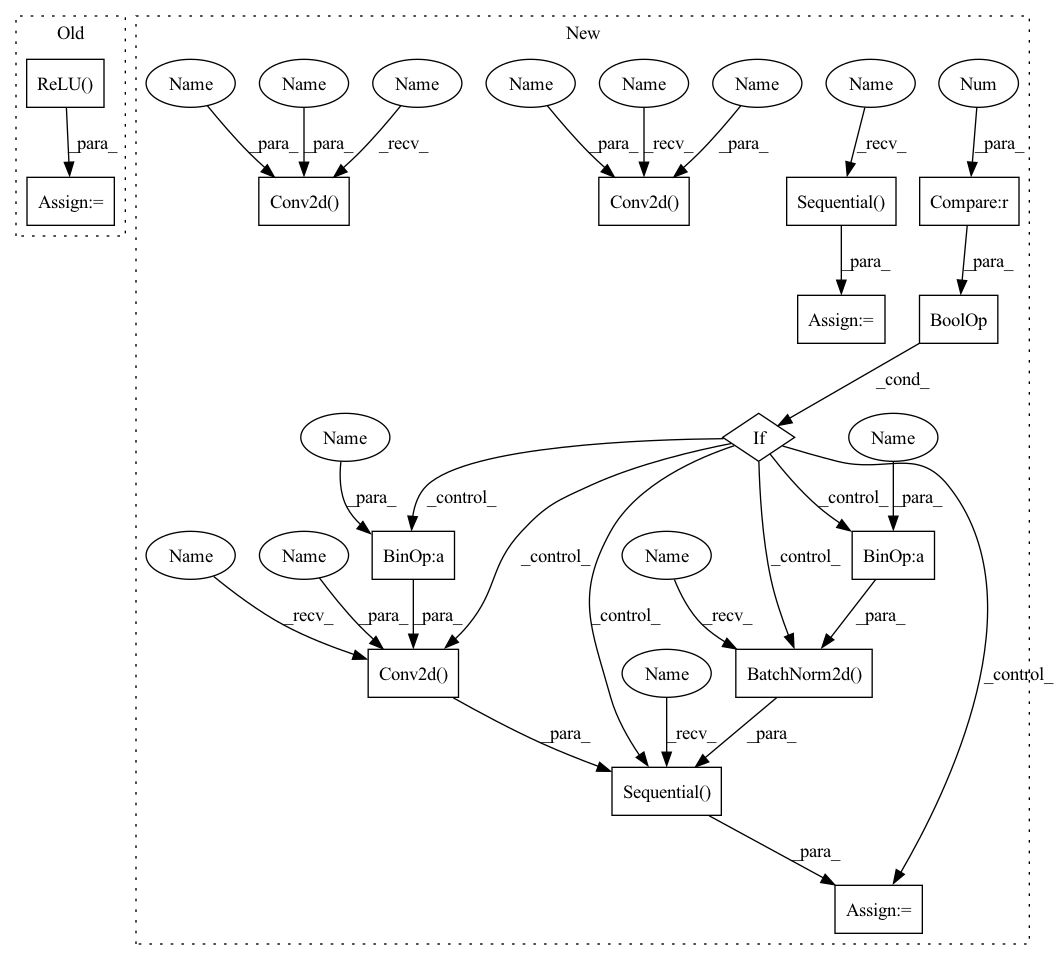 Old
New
ReLU()
Name
Name
Name
Name
Name
Name
Name
Num
_para_
_para_
_para_
_recv_
_para_
_recv_
_para_
_recv_
_para_
Assign:=
Conv2d()
Conv2d()
Sequential()
Compare:r
_para_
_para_
Assign:=
BoolOp
_cond_
Name
If
Name
_para_
_control_
_control_
_para_
Name
Name
BinOp:a
_control_
Name
_control_
BinOp:a
_recv_
_para_
_para_
_control_
_recv_
_para_
Conv2d()
Name
BatchNorm2d()
_control_
_para_
_recv_
_para_
Sequential()
_para_
Assign:=